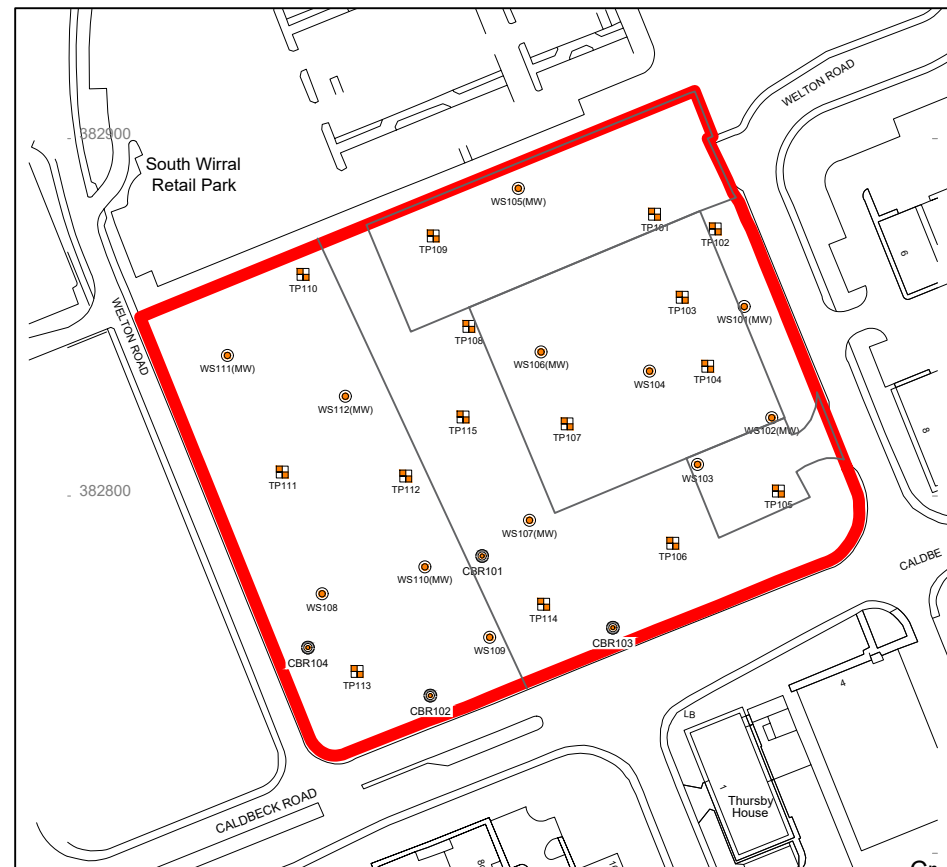 WELTON ROAD
382900
South Wirral
Retail Park
WS105(MW)
TP101
TP102
TP109
6
TP110
TP103
WS101(MW)
WELTON ROAD
TP108
WS106(MW)
WS111(MW)
WS104
TP104
WS112(MW)
TP115
TP107
WS102(MW)
8
WS103
TP111
TP112
382800
TP105
WS107(MW)
TP106
CALDBE
CBR101
WS110(MW)
WS108
TP114
CBR103
WS109
CBR104
TP113
4
CBR102
LB
1
Thursby
House
CALDBECK ROAD